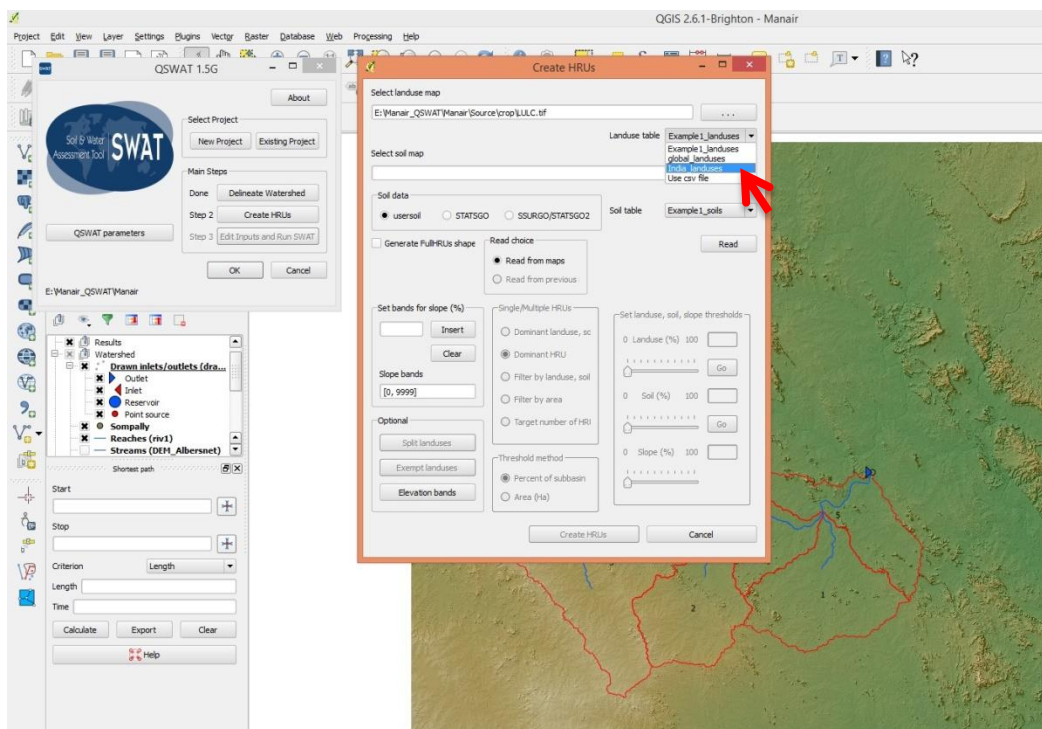 QGIS 2.6.1-Brighton - Manair
Project Edit View Layer Settings Plugins Vector Raster Database Web Processing Help
QSWAT 1.5G
About
Soil & Water
Assessment Tool
SWAT
Select Project
New Project Existing Project
Main Steps
Done Delineate Watershed
Step 2 Create HRUs
QSWAT parameters
Step 3 Edit Inputs and Run SWAT
OK Cancel
E:\Manair_QSWAT\Manair
Results
Watershed
Drawn inlets/outlets (dra...
Outlet
Inlet
Reservoir
Point source
Sompally
Reaches (riv1)
Streams (DEM_Albersnet)
Shortest path
Start
Stop
Criterion Length
Length
Time
Calculate Export Clear
Help
Create HRUs
Select landuse map
E:\Manair_QSWAT\Manair\Source\crop\LULC.tif
...
Landuse table Example1_landuses
Example1_landuses
global_landuses
India_landuses
Use csv file
Select soil map
Soil data
usersoil STATSGO SSURGO/STATSGO2
Soil table Example1_soils
Generate FullHRUs shape
Read choice
Read from maps
Read from previous
Read
Set bands for slope (%)
Insert
Clear
Slope bands
[0, 9999]
Optional
Split landuses
Exempt landuses
Elevation bands
Single/Multiple HRUs
Dominant landuse, sc
Dominant HRU
Filter by landuse, soil
Filter by area
Target number of HRI
Threshold method
Percent of subbasin
Area (Ha)
Set landuse, soil, slope thresholds
0 Landuse (%) 100
Go
0 Soil (%) 100
Go
0 Slope (%) 100
Create HRUs Cancel
5
2
1